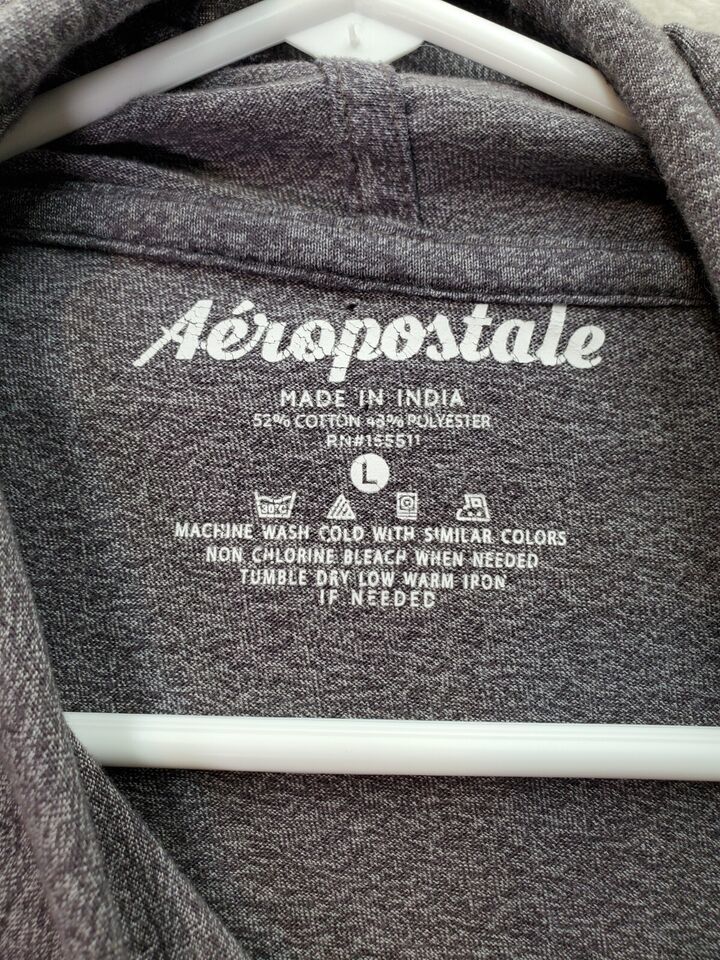 Aéropostale
MADE IN INDIA
52% COTTON 48% POLYESTER
RN#155511
L
30°C
MACHINE WASH COLD WITH SIMILAR COLORS
NON CHLORINE BLEACH WHEN NEEDED
TUMBLE DRY LOW WARM IRON
IF NEEDED